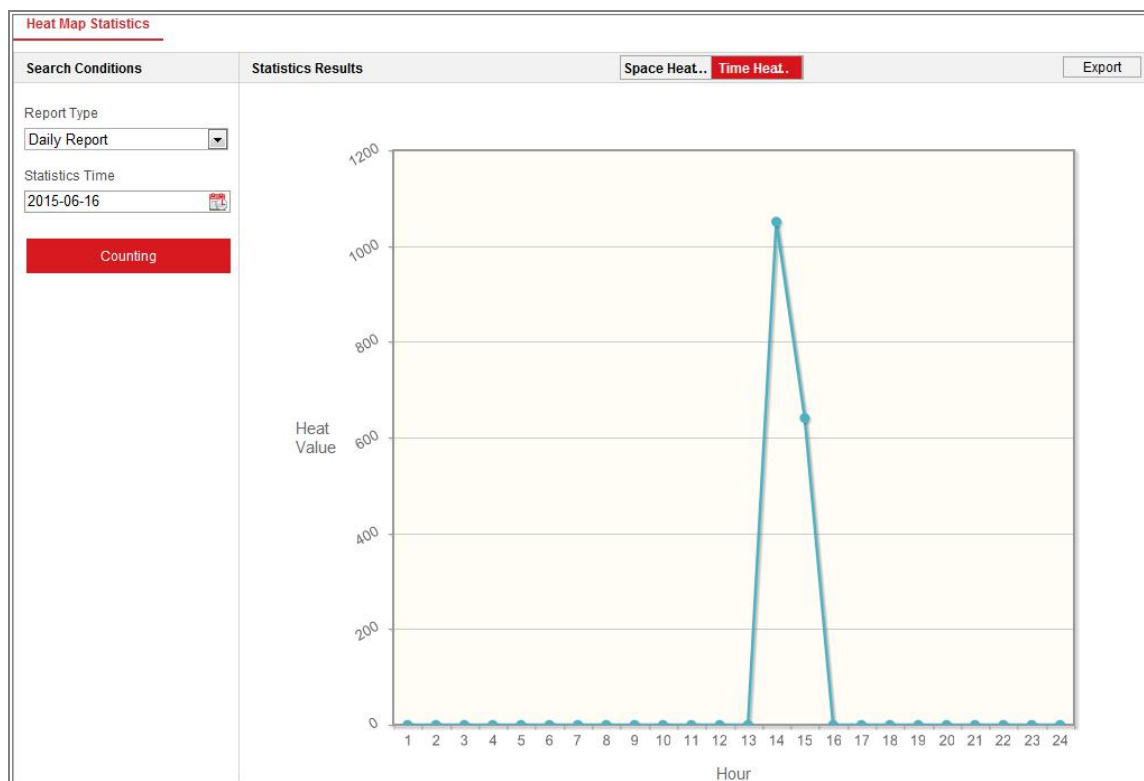 Heat Map Statistics
Search Conditions
Statistics Results
Space Heat...
Time Heat..
Export
Report Type
Daily Report
Statistics Time
2015-06-16
Counting
1200
1000
800
600
400
200
0
Heat
Value
1 2 3 4 5 6 7 8 9 10 11 12 13 14 15 16 17 18 19 20 21 22 23 24
Hour